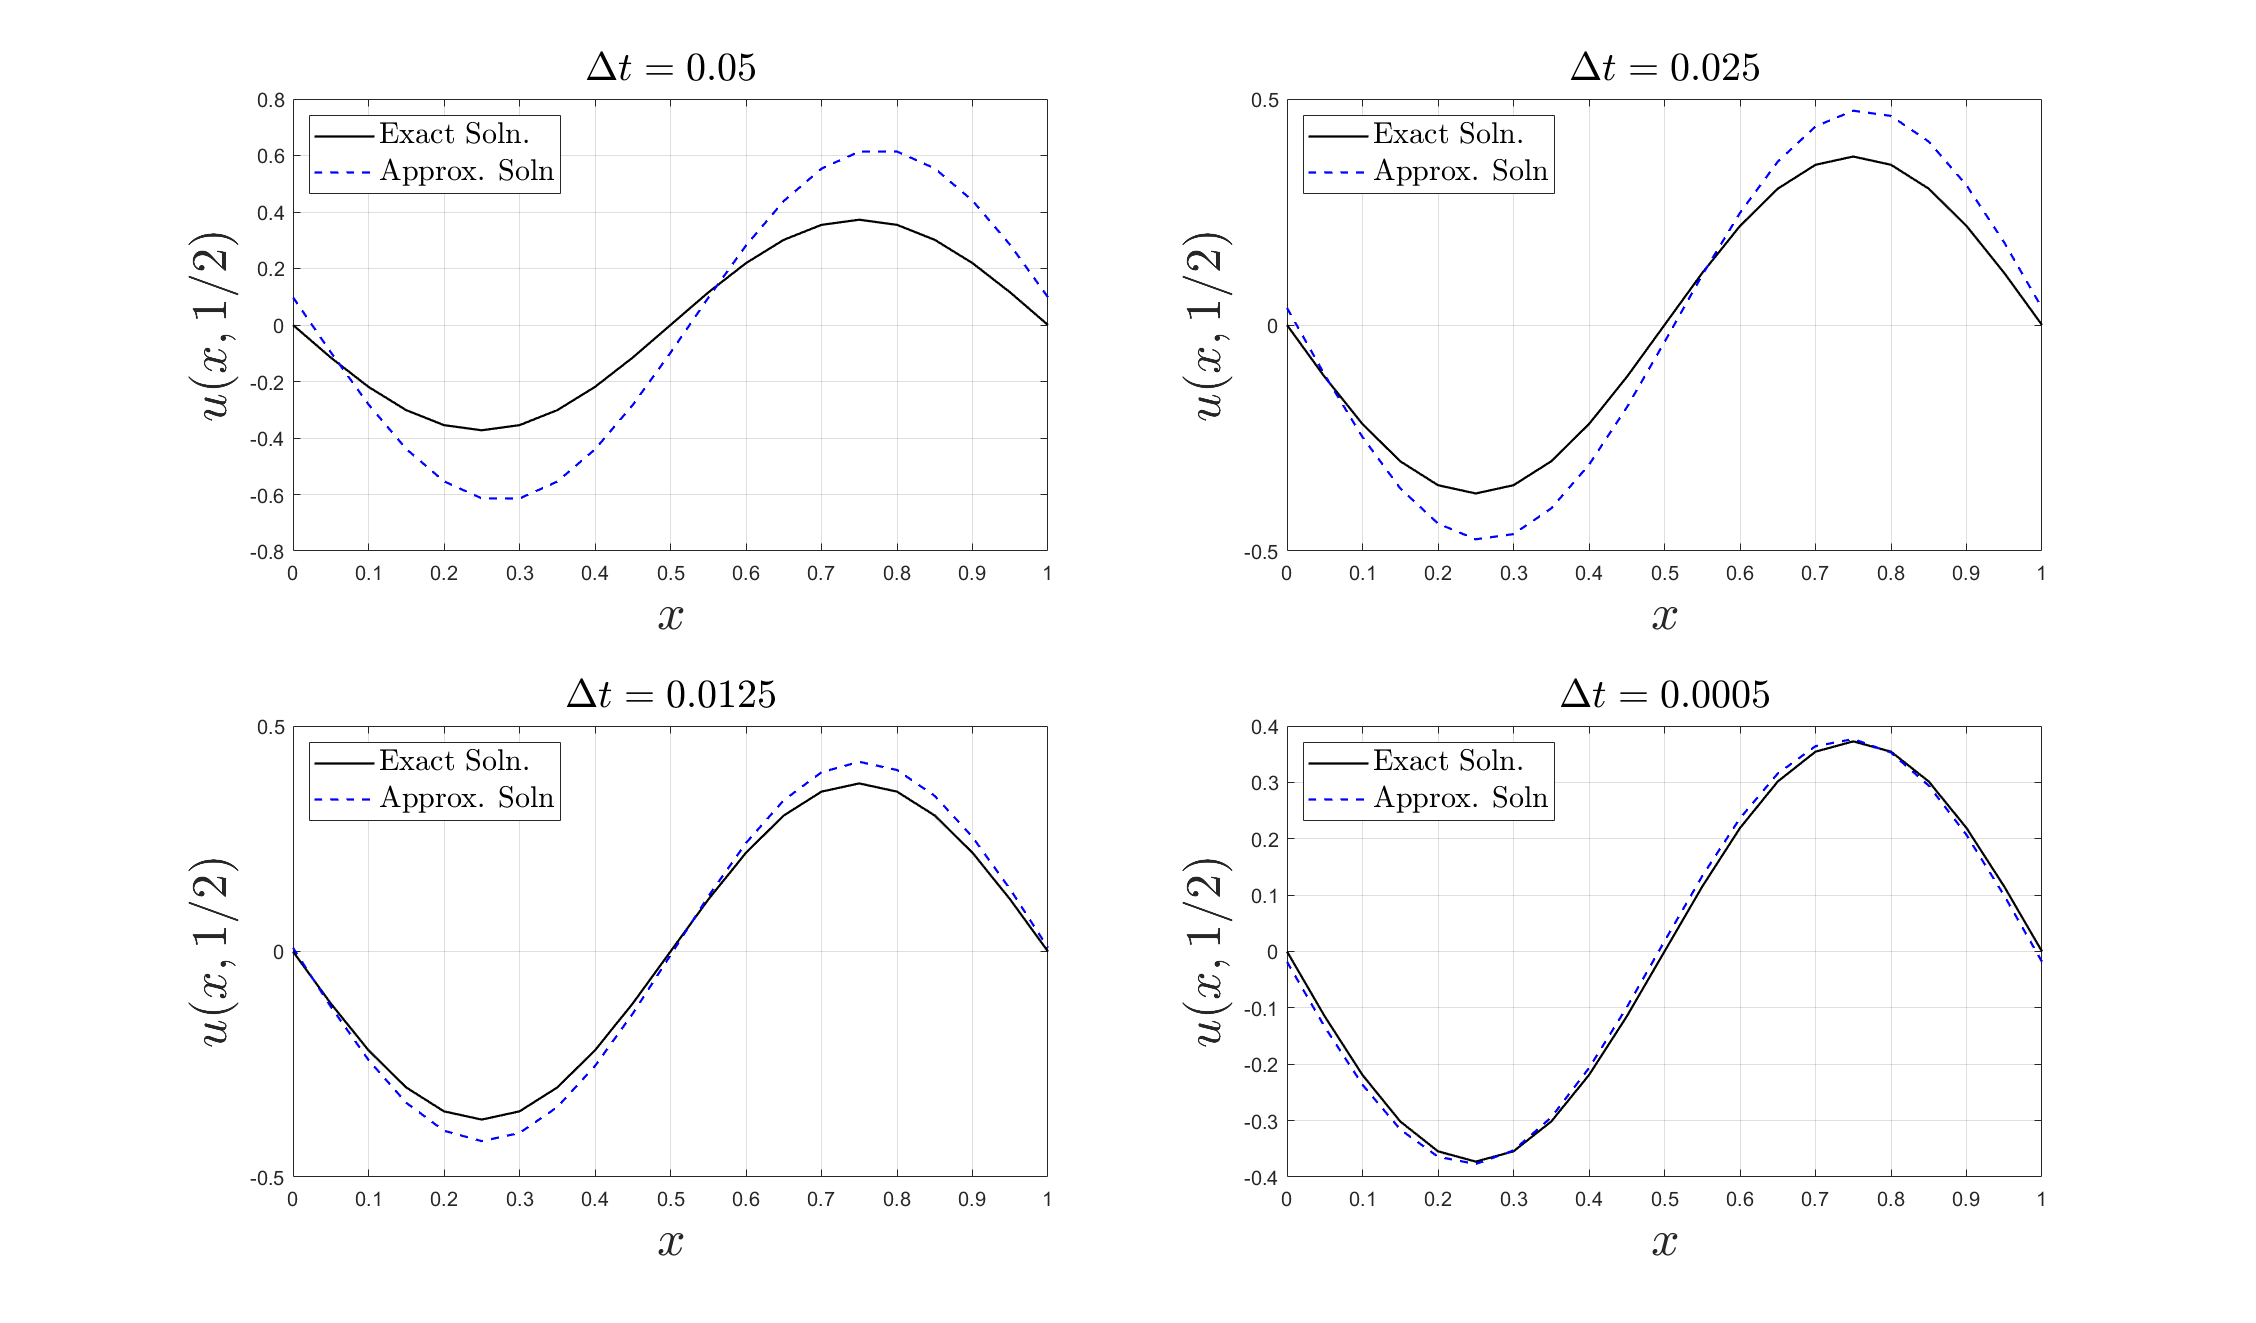 Δt = 0.05
0.8
0.6
0.4
0.2
0
-0.2
-0.4
-0.6
-0.8
u(x, 1/2)
Exact Soln.
Approx. Soln
0 0.1 0.2 0.3 0.4 0.5 0.6 0.7 0.8 0.9 1
x
Δt = 0.025
0.5
0
-0.5
u(x, 1/2)
Exact Soln.
Approx. Soln
0 0.1 0.2 0.3 0.4 0.5 0.6 0.7 0.8 0.9 1
x
Δt = 0.0125
0.5
0
-0.5
u(x, 1/2)
Exact Soln.
Approx. Soln
0 0.1 0.2 0.3 0.4 0.5 0.6 0.7 0.8 0.9 1
x
Δt = 0.0005
0.4
0.3
0.2
0.1
0
-0.1
-0.2
-0.3
-0.4
u(x, 1/2)
Exact Soln.
Approx. Soln
0 0.1 0.2 0.3 0.4 0.5 0.6 0.7 0.8 0.9 1
x